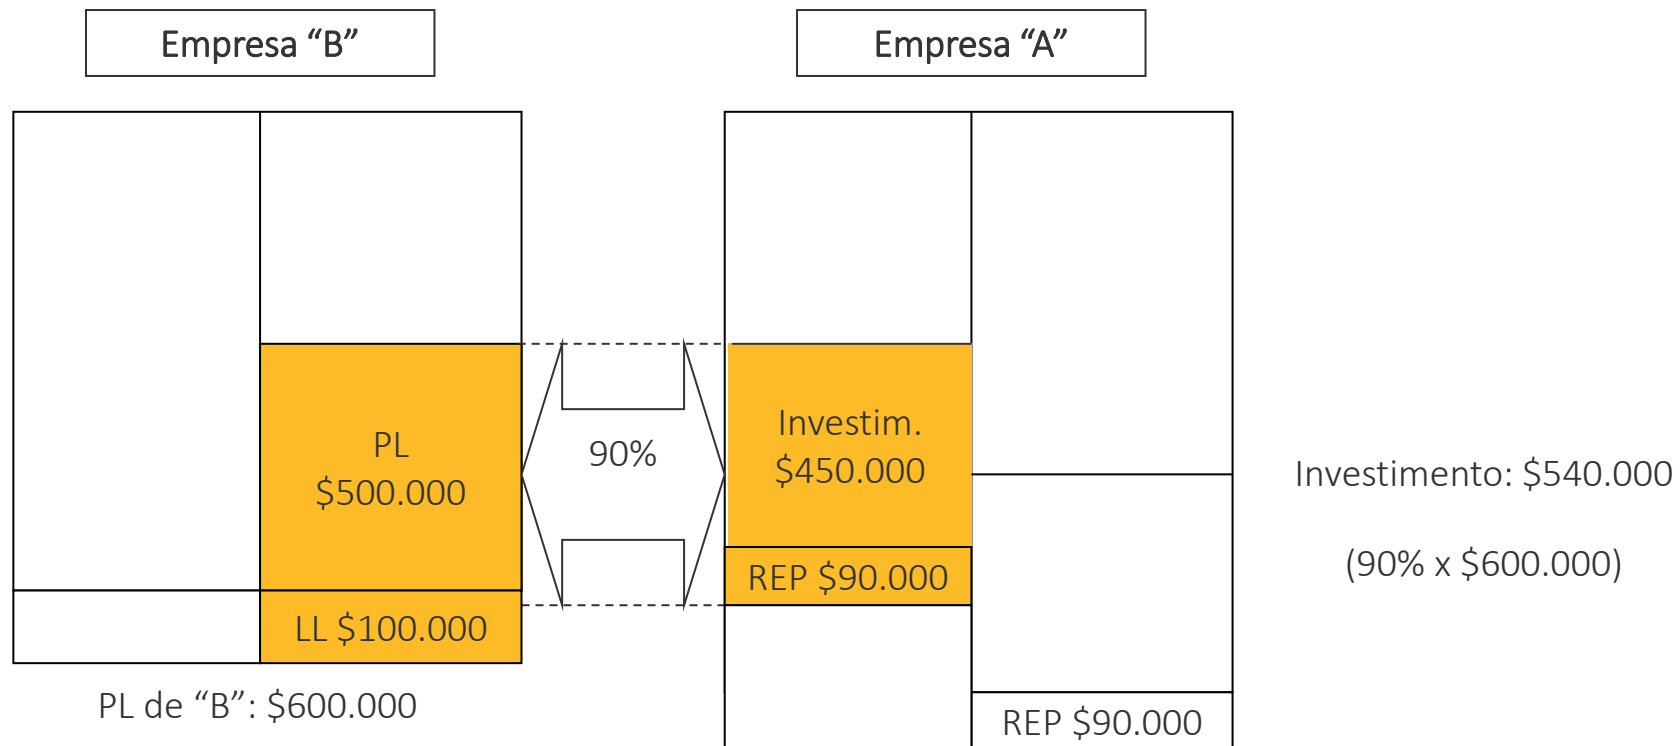 Empresa “B”
Empresa “A”
PL
$500.000
90%
Investim.
$450.000
REP $90.000
LL $100.000
PL de “B”: $600.000
REP $90.000
Investimento: $540.000
(90% x $600.000)